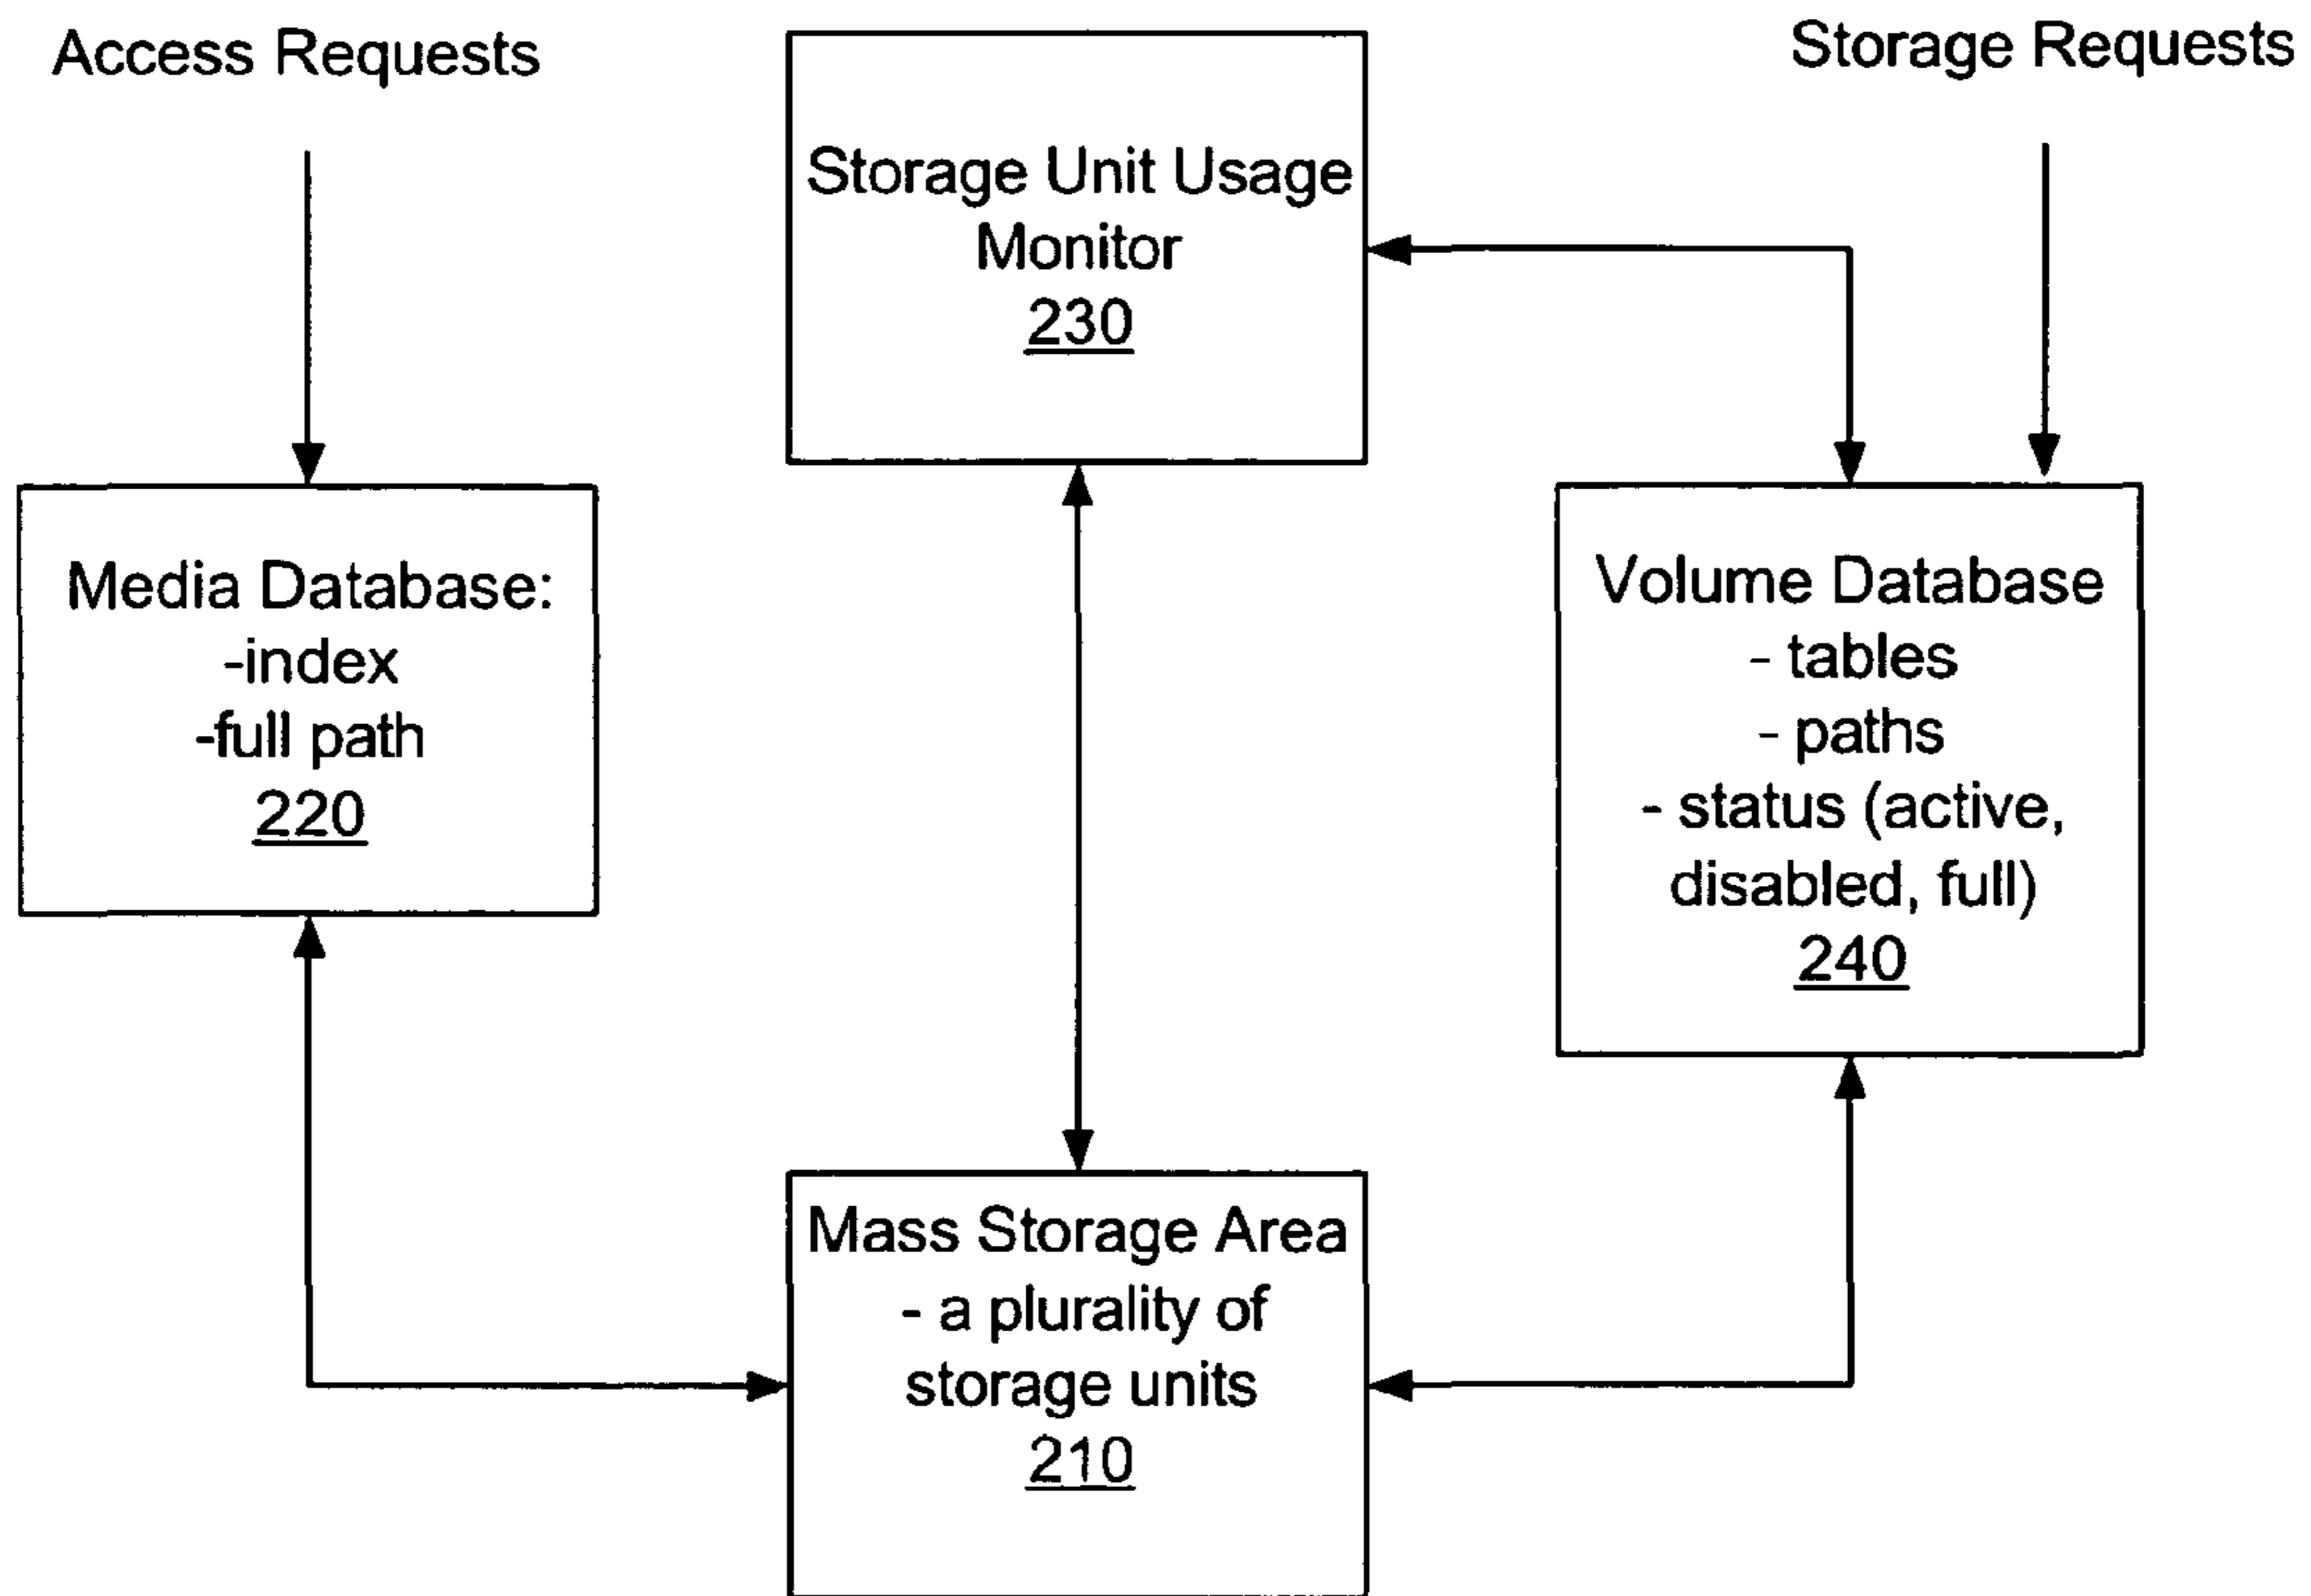 Access Requests
Storage Requests
Storage Unit Usage
Monitor
230
Media Database:
-index
-full path
220
Volume Database
- tables
- paths
- status (active,
disabled, full)
240
Mass Storage Area
- a plurality of
storage units
210